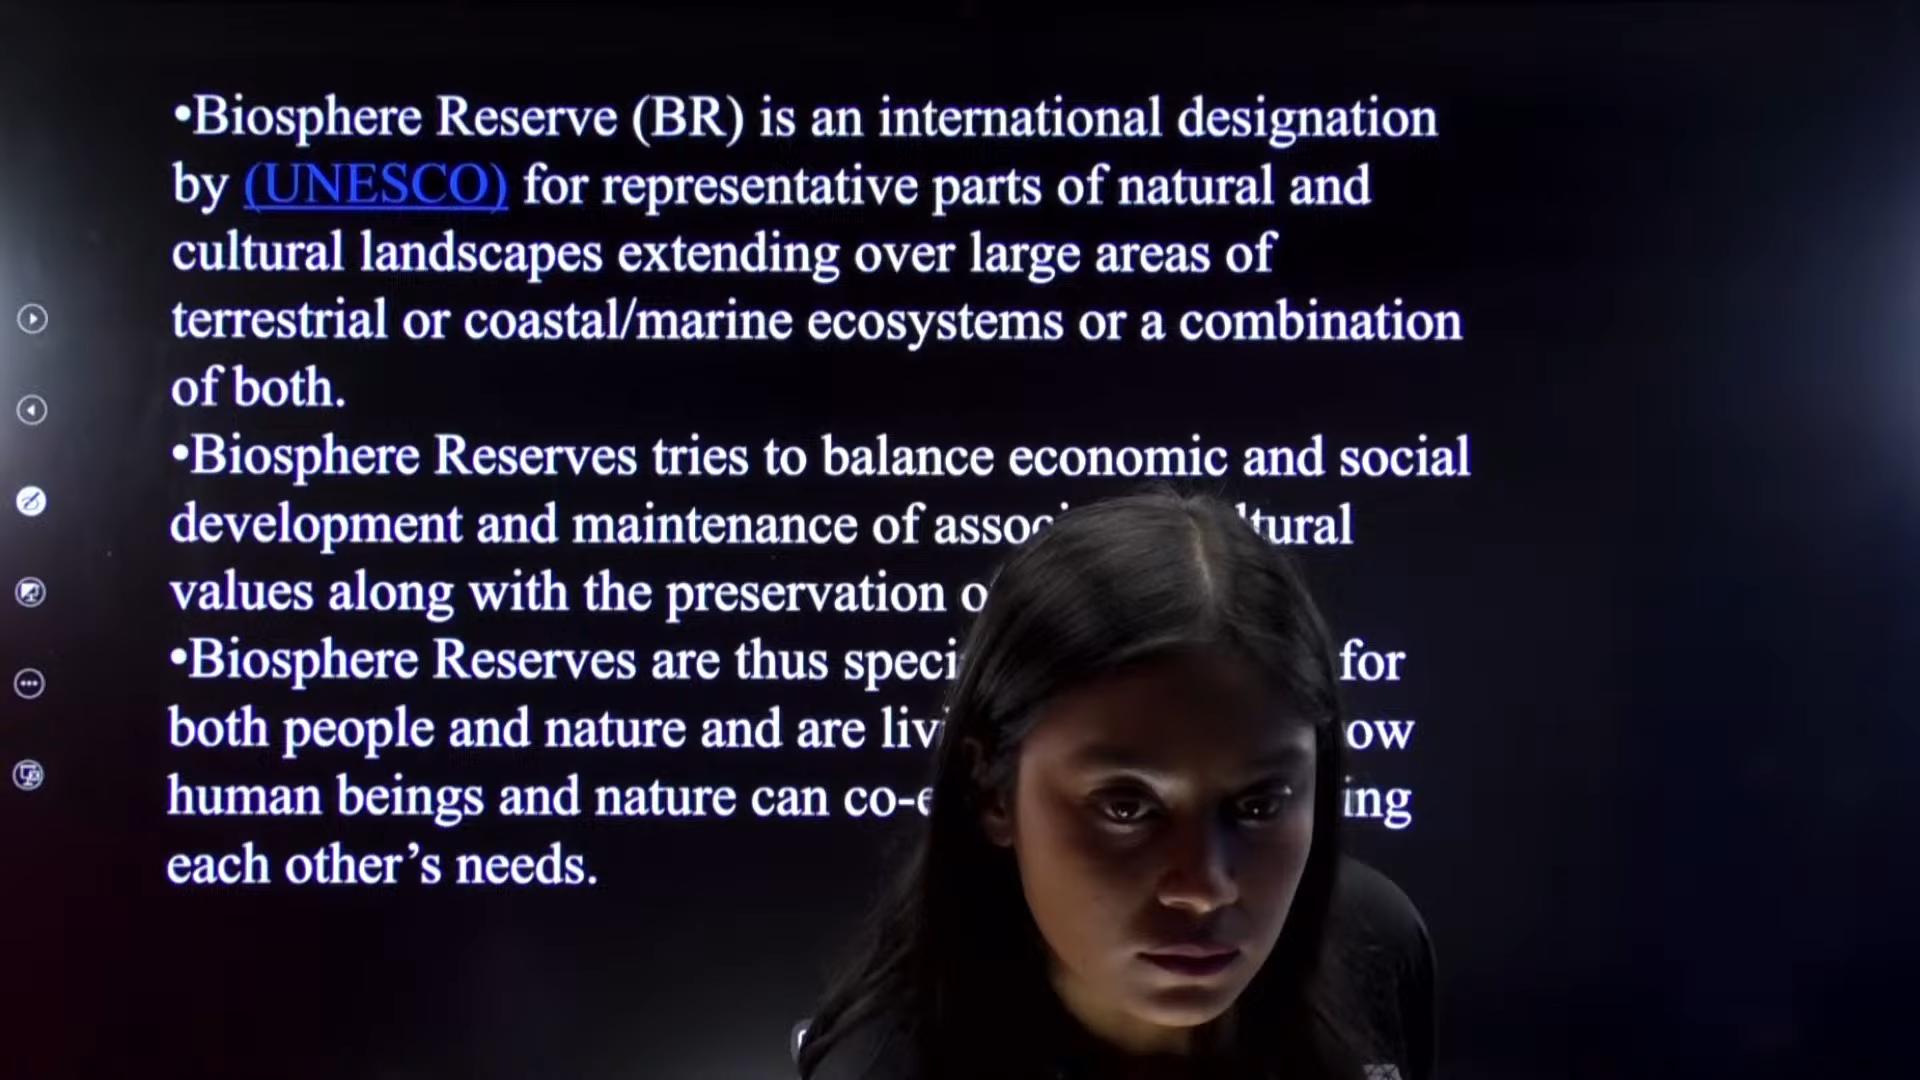 •Biosphere Reserve (BR) is an international designation
by (UNESCO) for representative parts of natural and
cultural landscapes extending over large areas of
terrestrial or coastal/marine ecosystems or a combination
of both.
•Biosphere Reserves tries to balance economic and social
development and maintenance of
values along with the preservation
•Biosphere Reserves are thus for
both people and nature and are
human beings and nature can
each other’s needs.